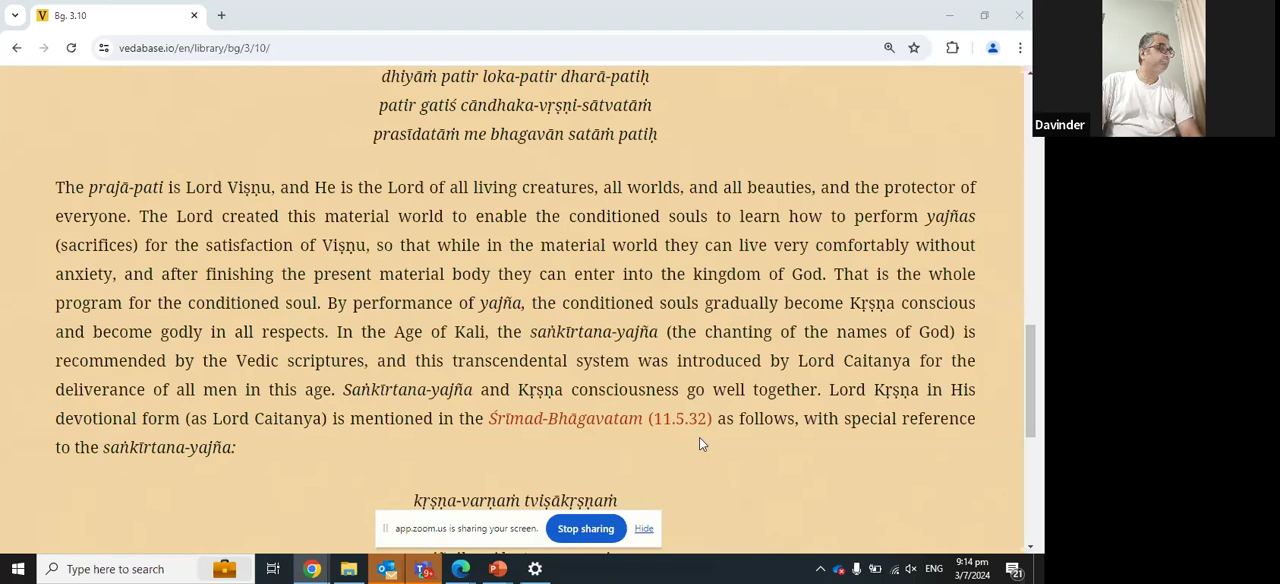 Bg. 3.10
vedabase.io/en/library/bg/3/10/
dhiyāṁ patir loka-patir dharā-patiḥ
patir gatiś cāndhaka-vṛṣṇi-sātvatāṁ
prasīdatāṁ me bhagavān satāṁ patiḥ
Davinder
The prajā-pati is Lord Viṣṇu, and He is the Lord of all living creatures, all worlds, and all beauties, and the protector of
everyone. The Lord created this material world to enable the conditioned souls to learn how to perform yajñas
(sacrifices) for the satisfaction of Viṣṇu, so that while in the material world they can live very comfortably without
anxiety, and after finishing the present material body they can enter into the kingdom of God. That is the whole
program for the conditioned soul. By performance of yajña, the conditioned souls gradually become Kṛṣṇa conscious
and become godly in all respects. In the Age of Kali, the saṅkīrtana-yajña (the chanting of the names of God) is
recommended by the Vedic scriptures, and this transcendental system was introduced by Lord Caitanya for the
deliverance of all men in this age. Saṅkīrtana-yajña and Kṛṣṇa consciousness go well together. Lord Kṛṣṇa in His
devotional form (as Lord Caitanya) is mentioned in the Śrīmad-Bhāgavatam (11.5.32) as follows, with special reference
to the saṅkīrtana-yajña:
kṛṣṇa-varṇaṁ tviṣākṛṣṇaṁ
app.zoom.us is sharing your screen.
Stop sharing
Hide
Type here to search
ENG
9:14 pm
3/7/2024
21